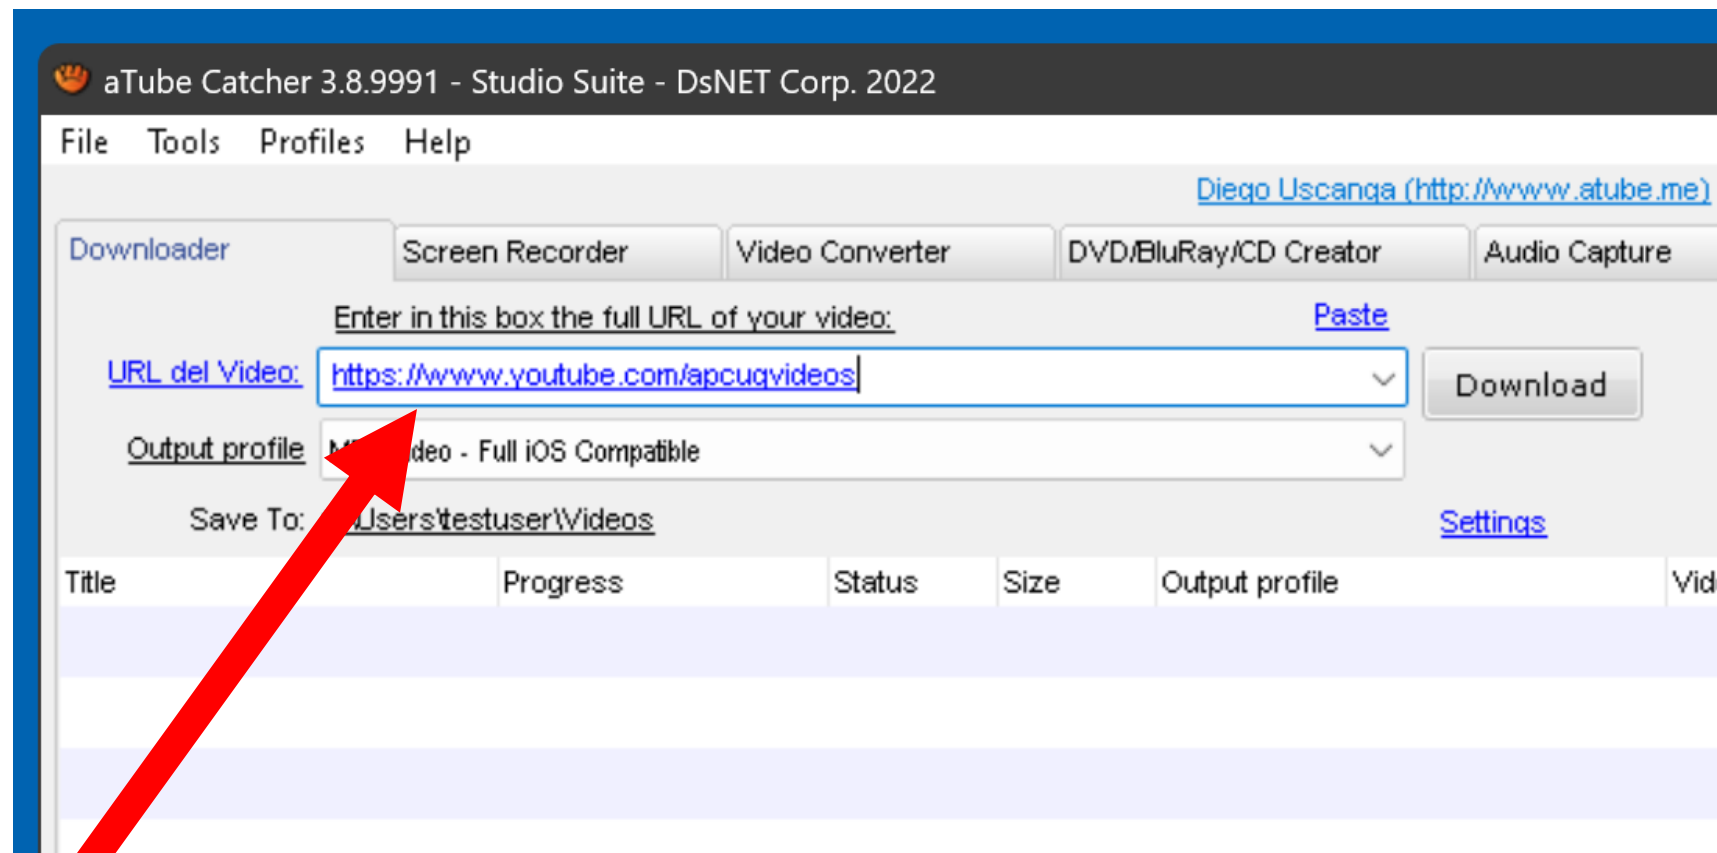 aTube Catcher 3.8.9991 - Studio Suite - DsNET Corp. 2022
File Tools Profiles Help
Diego Uscanga (http://www.atube.me)
Downloader Screen Recorder Video Converter DVD/BluRay/CD Creator Audio Capture
Enter in this box the full URL of your video: Paste
URL del Video: https://www.youtube.com/apcuqvideos Download
Output profile - Full iOS Compatible
Save To: Users\testuser\Videos Settings
Title Progress Status Size Output profile